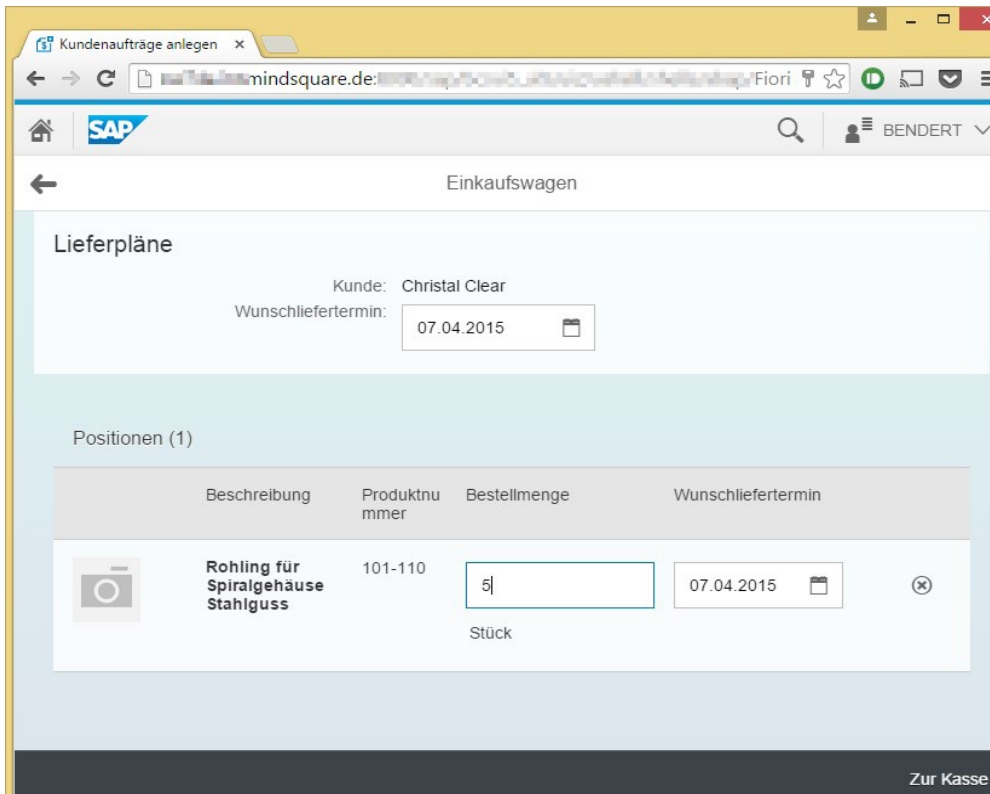 Kundenaufträge anlegen
mindsquare.de: Fiori
SAP BENDERT
Einkaufswagen
Lieferpläne
Kunde: Christal Clear
Wunschliefertermin: 07.04.2015
Positionen (1)
Beschreibung Produktnu Bestellmenge Wunschliefertermin
mmer
Rohling für 101-110 5 07.04.2015
Spiralgehäuse
Stahlguss
Stück
Zur Kasse